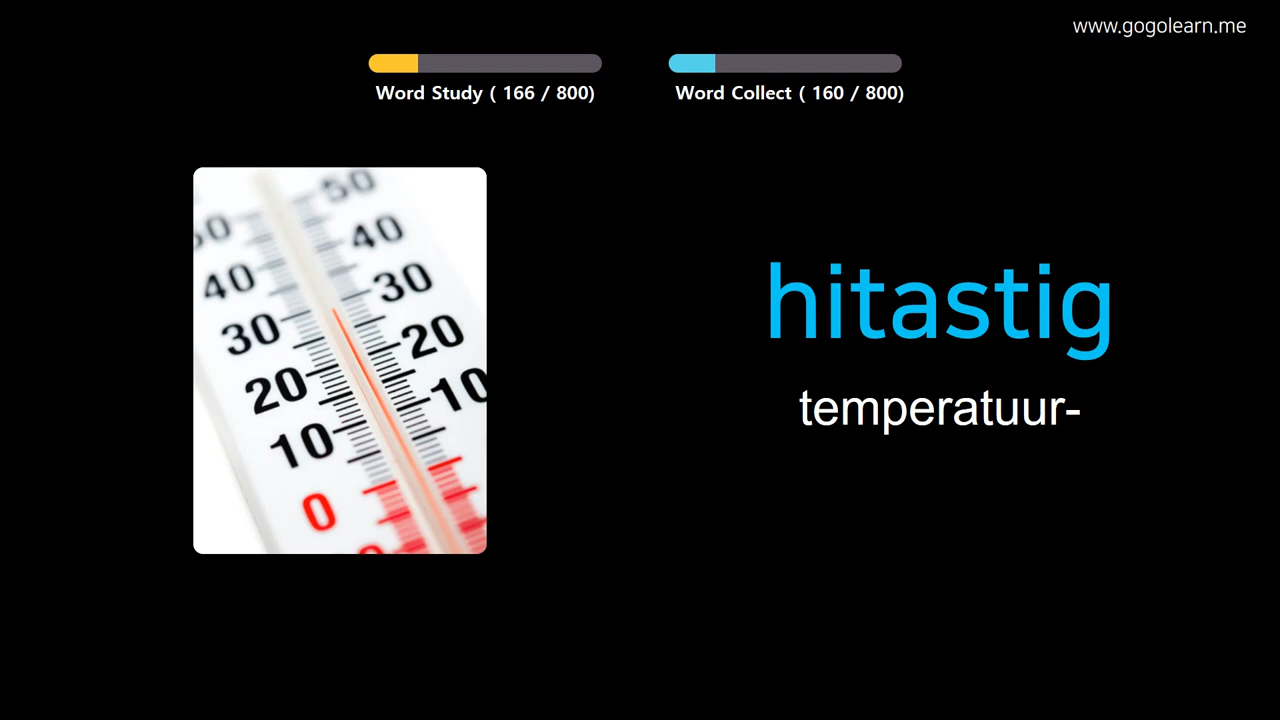 www.gogolearn.me
Word Study ( 166 / 800)
Word Collect ( 160 / 800)
50
50 40
40 30
30 20
20 10
10
0
hitastig
temperatuur-